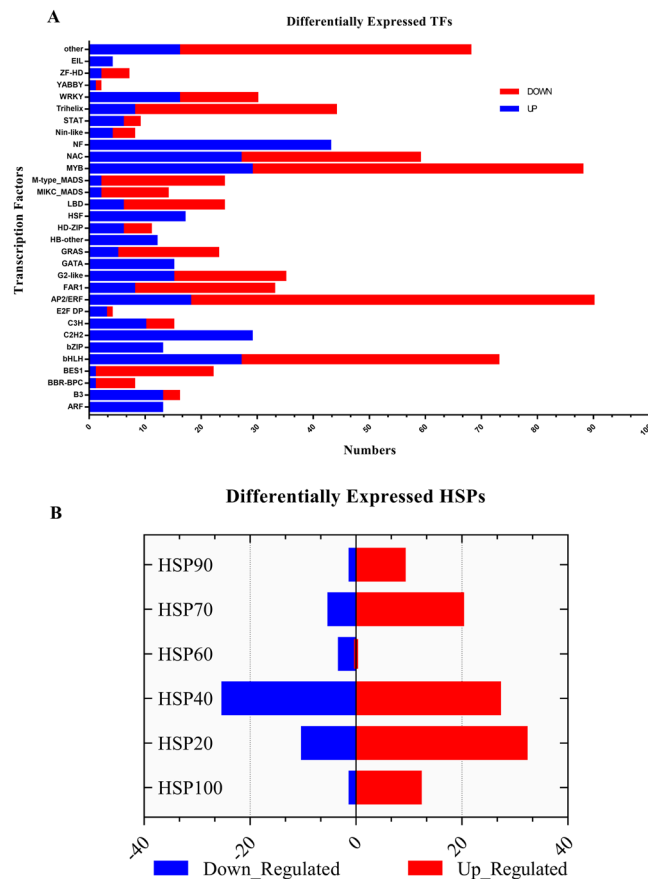 A
Differentially Expressed TFs
other
EIL
ZF-HD
YABBY
WRKY
Trihelix
STAT
Nin-like
NF
NAC
MYB
M-type_MADS
MIKC_MADS
LBD
HSF
HD-ZIP
HB-other
GRAS
GATA
G2-like
FAR1
AP2/ERF
E2F DP
C3H
C2H2
bZIP
bHLH
BES1
BBR-BPC
B3
ARF
Transcription Factors
DOWN
UP
0 10 20 30 40 50 60 70 80 90 100
Numbers
B
Differentially Expressed HSPs
HSP90
HSP70
HSP60
HSP40
HSP20
HSP100
-40 -20 0 20 40
Down_Regulated Up_Regulated